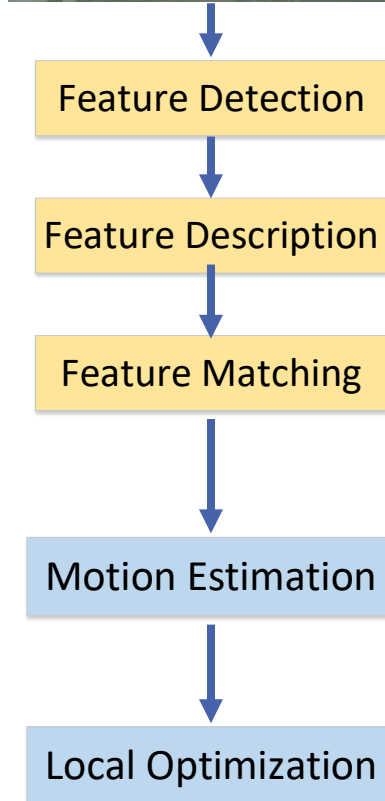 Feature Detection
Feature Description
Feature Matching
Motion Estimation
Local Optimization